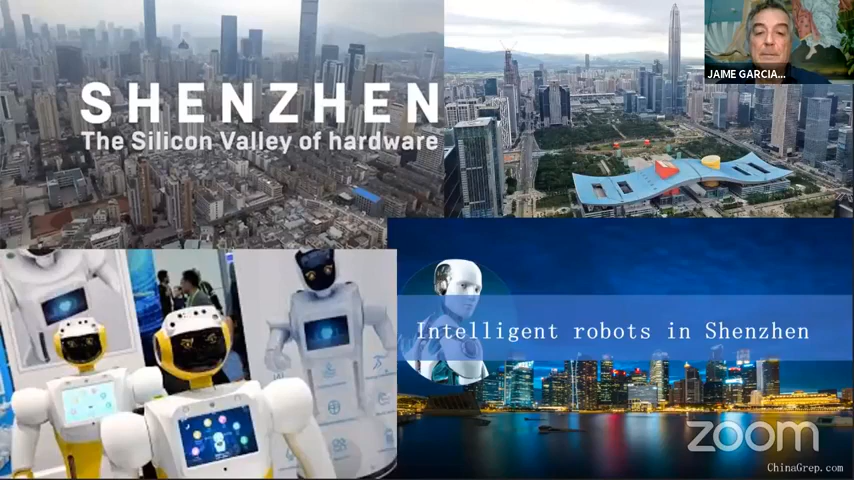 SHENZHEN
The Silicon Valley of hardware
JAIME GARCIA...
Intelligent robots in Shenzhen
zoom
ChinaGrep.com